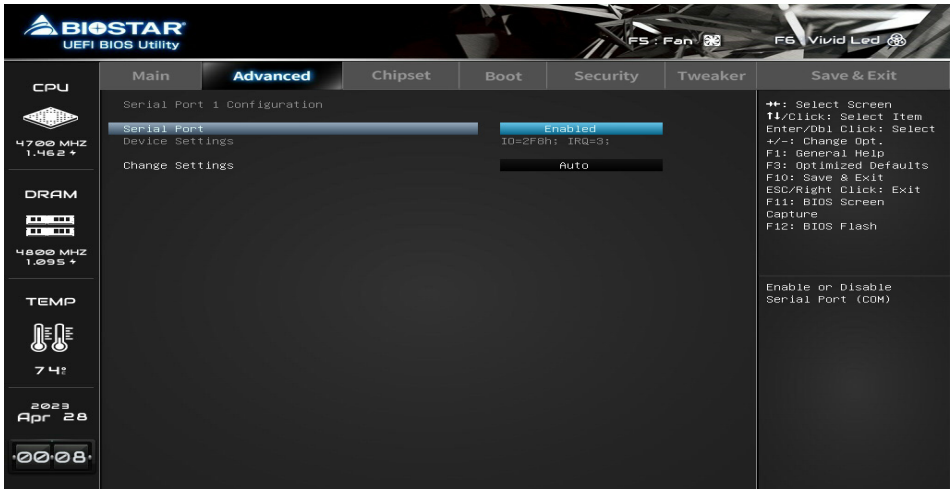 BIOSTAR
UEFI BIOS Utility
F5 : Fan
F6 Vivid Led
CPU
4700 MHZ
1.462
DRAM
4800 MHZ
1.095
TEMP
74
2023
Apr 28
00:08
Main Advanced Chipset Boot Security Tweaker Save & Exit
Serial Port 1 Configuration
Serial Port Enabled
Device Settings IO=2F8h; IRQ=3;
Change Settings Auto
→←: Select Screen
↑↓/Click: Select Item
Enter/Dbl Click: Select
+/-: Change Opt.
F1: General Help
F3: Optimized Defaults
F10: Save & Exit
ESC/Right Click: Exit
F11: BIOS Screen
Capture
F12: BIOS Flash
Enable or Disable
Serial Port (COM)